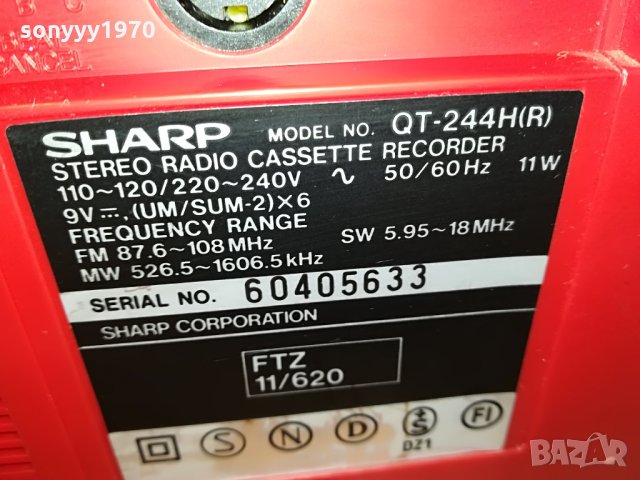 sonyyy1970
CANCEL
SHARP MODEL NO. QT-244H(R)
STEREO RADIO CASSETTE RECORDER
110~120/220~240V ∿ 50/60Hz 11W
9V ⎓, (UM/SUM-2)×6
FREQUENCY RANGE
FM 87.6~108MHz SW 5.95~18MHz
MW 526.5~1606.5kHz
SERIAL NO. 60405633
SHARP CORPORATION
FTZ
11/620
S N D S FI
DZ1
BAZAR